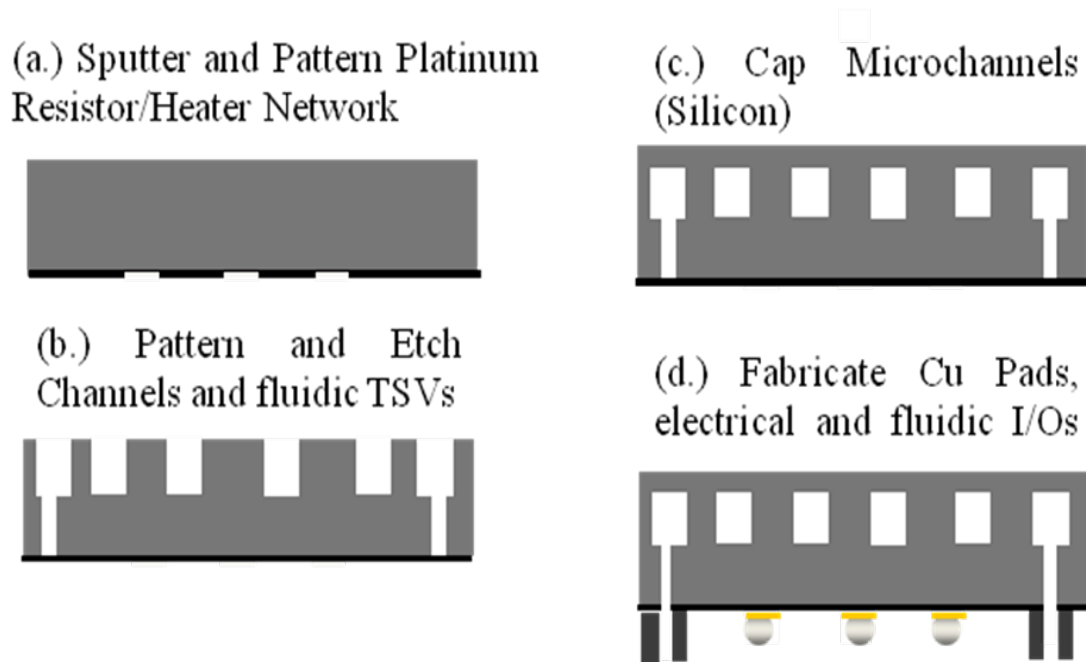 (a.) Sputter and Pattern Platinum
Resistor/Heater Network
(b.) Pattern and Etch
Channels and fluidic TSVs
(c.) Cap Microchannels
(Silicon)
(d.) Fabricate Cu Pads,
electrical and fluidic I/Os